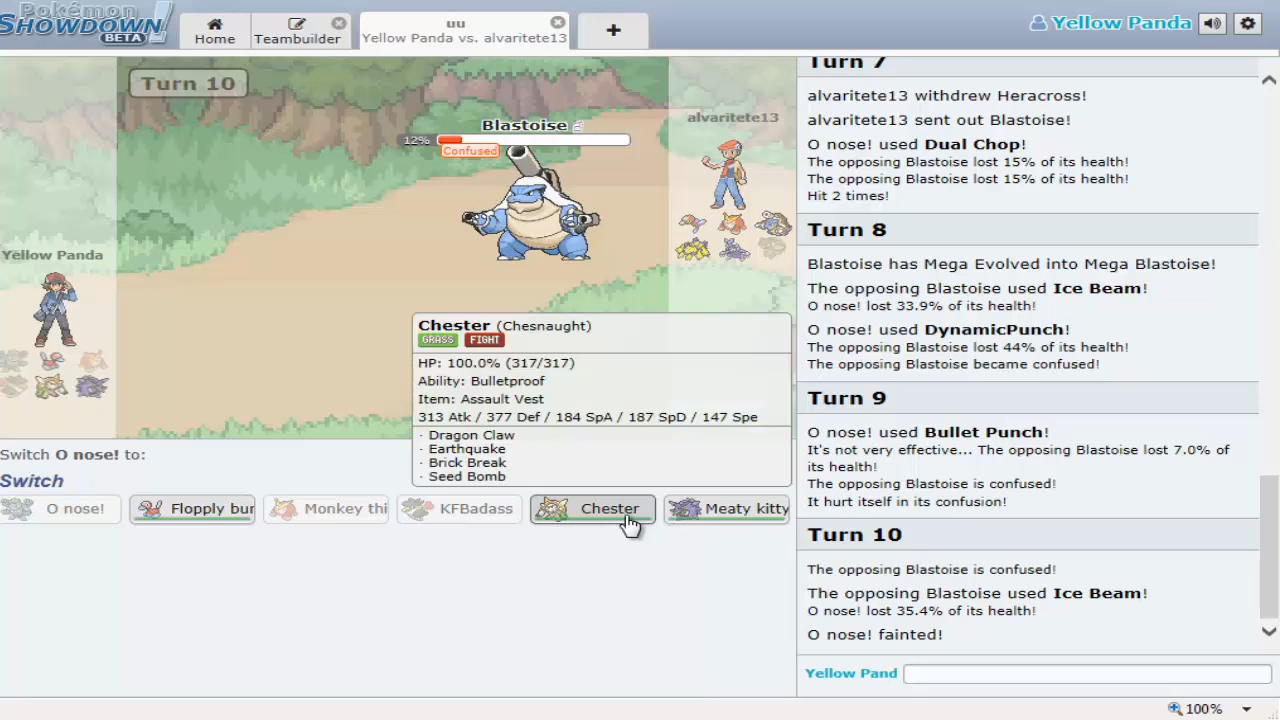 Pokémon
SHOWDOWN!
BETA
Home
Teambuilder
uu
Yellow Panda vs. alvaritete13
+
Yellow Panda
Turn 10
Blastoise
12%
Confused
alvaritete13
Yellow Panda
Chester (Chesnaught)
GRASS FIGHT
HP: 100.0% (317/317)
Ability: Bulletproof
Item: Assault Vest
313 Atk / 377 Def / 184 SpA / 187 SpD / 147 Spe
· Dragon Claw
· Earthquake
· Brick Break
· Seed Bomb
Switch O nose! to:
Switch
O nose!
Flopply bur
Monkey thi
KFBadass
Chester
Meaty kitty
Turn 7
alvaritete13 withdrew Heracross!
alvaritete13 sent out Blastoise!
O nose! used Dual Chop!
The opposing Blastoise lost 15% of its health!
The opposing Blastoise lost 15% of its health!
Hit 2 times!
Turn 8
Blastoise has Mega Evolved into Mega Blastoise!
The opposing Blastoise used Ice Beam!
O nose! lost 33.9% of its health!
O nose! used DynamicPunch!
The opposing Blastoise lost 44% of its health!
The opposing Blastoise became confused!
Turn 9
O nose! used Bullet Punch!
It's not very effective... The opposing Blastoise lost 7.0% of
its health!
The opposing Blastoise is confused!
It hurt itself in its confusion!
Turn 10
The opposing Blastoise is confused!
The opposing Blastoise used Ice Beam!
O nose! lost 35.4% of its health!
O nose! fainted!
Yellow Pand
100%